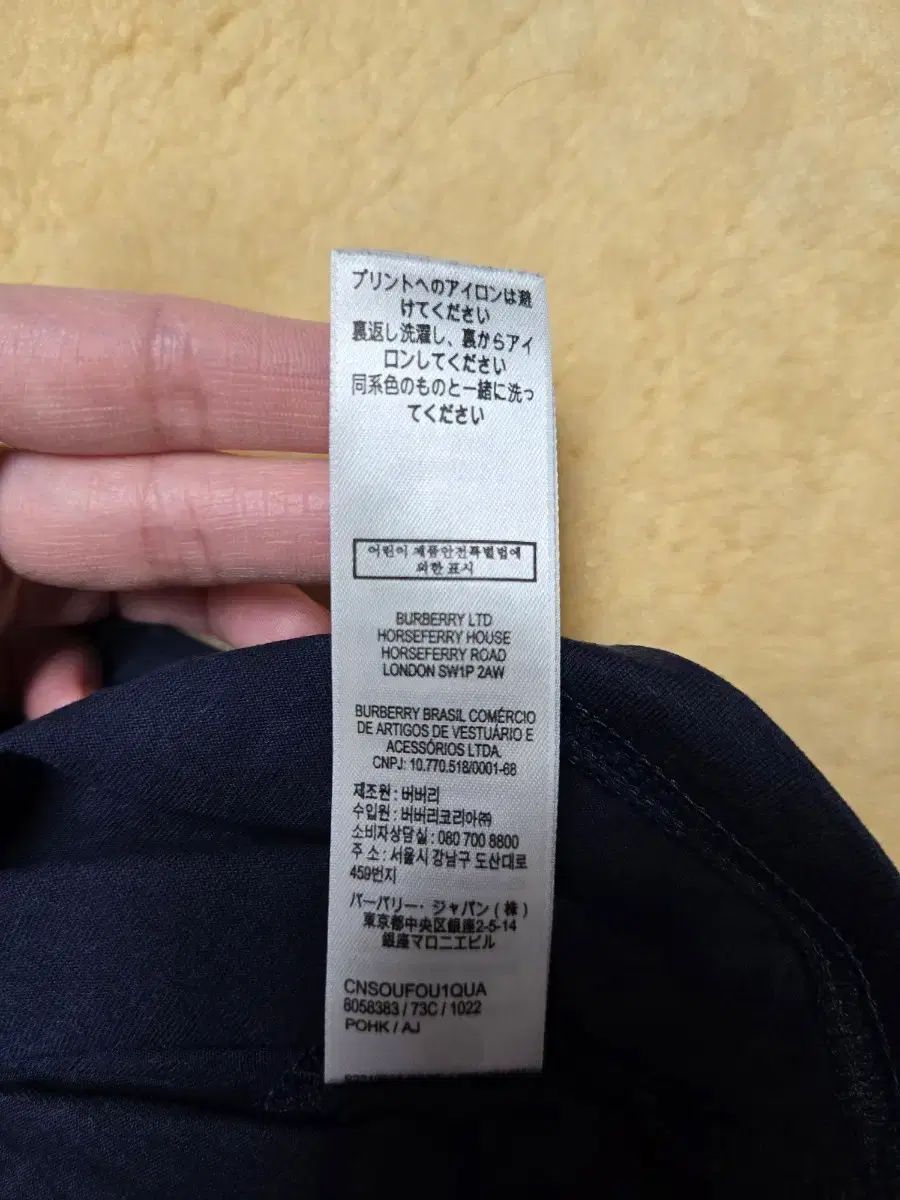 プリントへのアイロンは避
けてください
裏返し洗濯し、裏からアイ
ロンしてください
同系色のものと一緒に洗っ
てください
어린이 제품안전특별법에
의한 표시
BURBERRY LTD
HORSEFERRY HOUSE
HORSEFERRY ROAD
LONDON SW1P 2AW
BURBERRY BRASIL COMÉRCIO
DE ARTIGOS DE VESTUÁRIO E
ACESSÓRIOS LTDA.
CNPJ: 10.770.518/0001-68
제조원 : 버버리
수입원 : 버버리코리아㈜
소비자상담실 : 080 700 8800
주 소 : 서울시 강남구 도산대로
459번지
バーバリー・ジャパン ( 株 )
東京都中央区銀座2-5-14
銀座マロニエビル
CNSOUFOU1QUA
8058383 / 73C / 1022
POHK / AJ